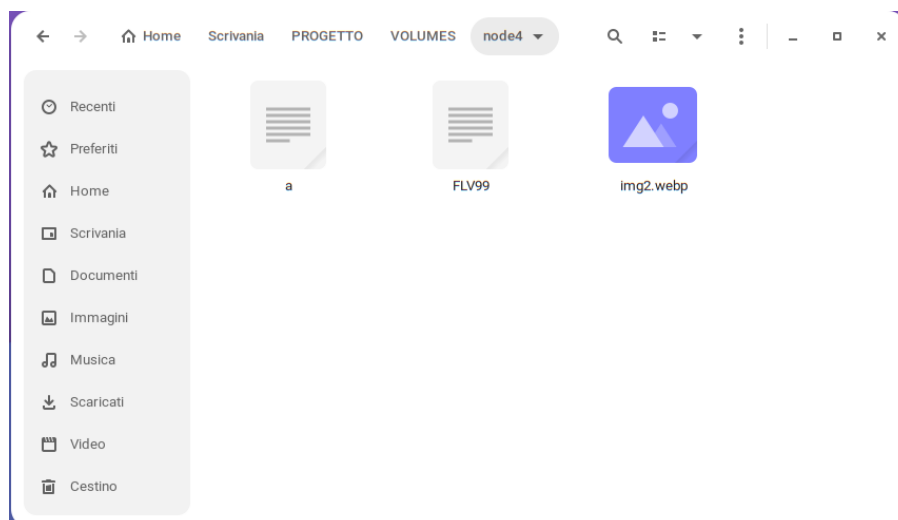 Home Scrivania PROGETTO VOLUMES node4
Recenti
Preferiti
Home
Scrivania
Documenti
Immagini
Musica
Scaricati
Video
Cestino
a FLV99 img2.webp